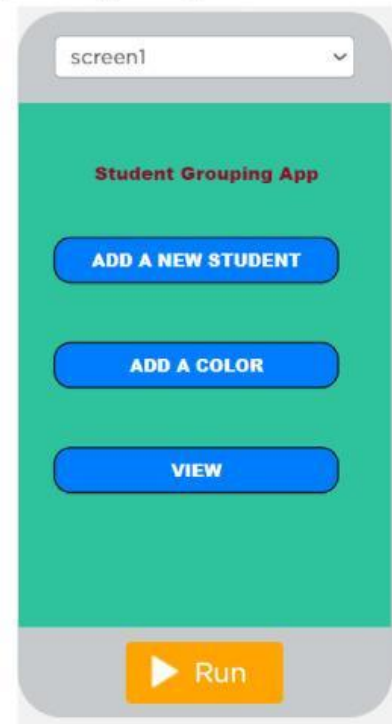 screen1
Student Grouping App
ADD A NEW STUDENT
ADD A COLOR
VIEW
Run